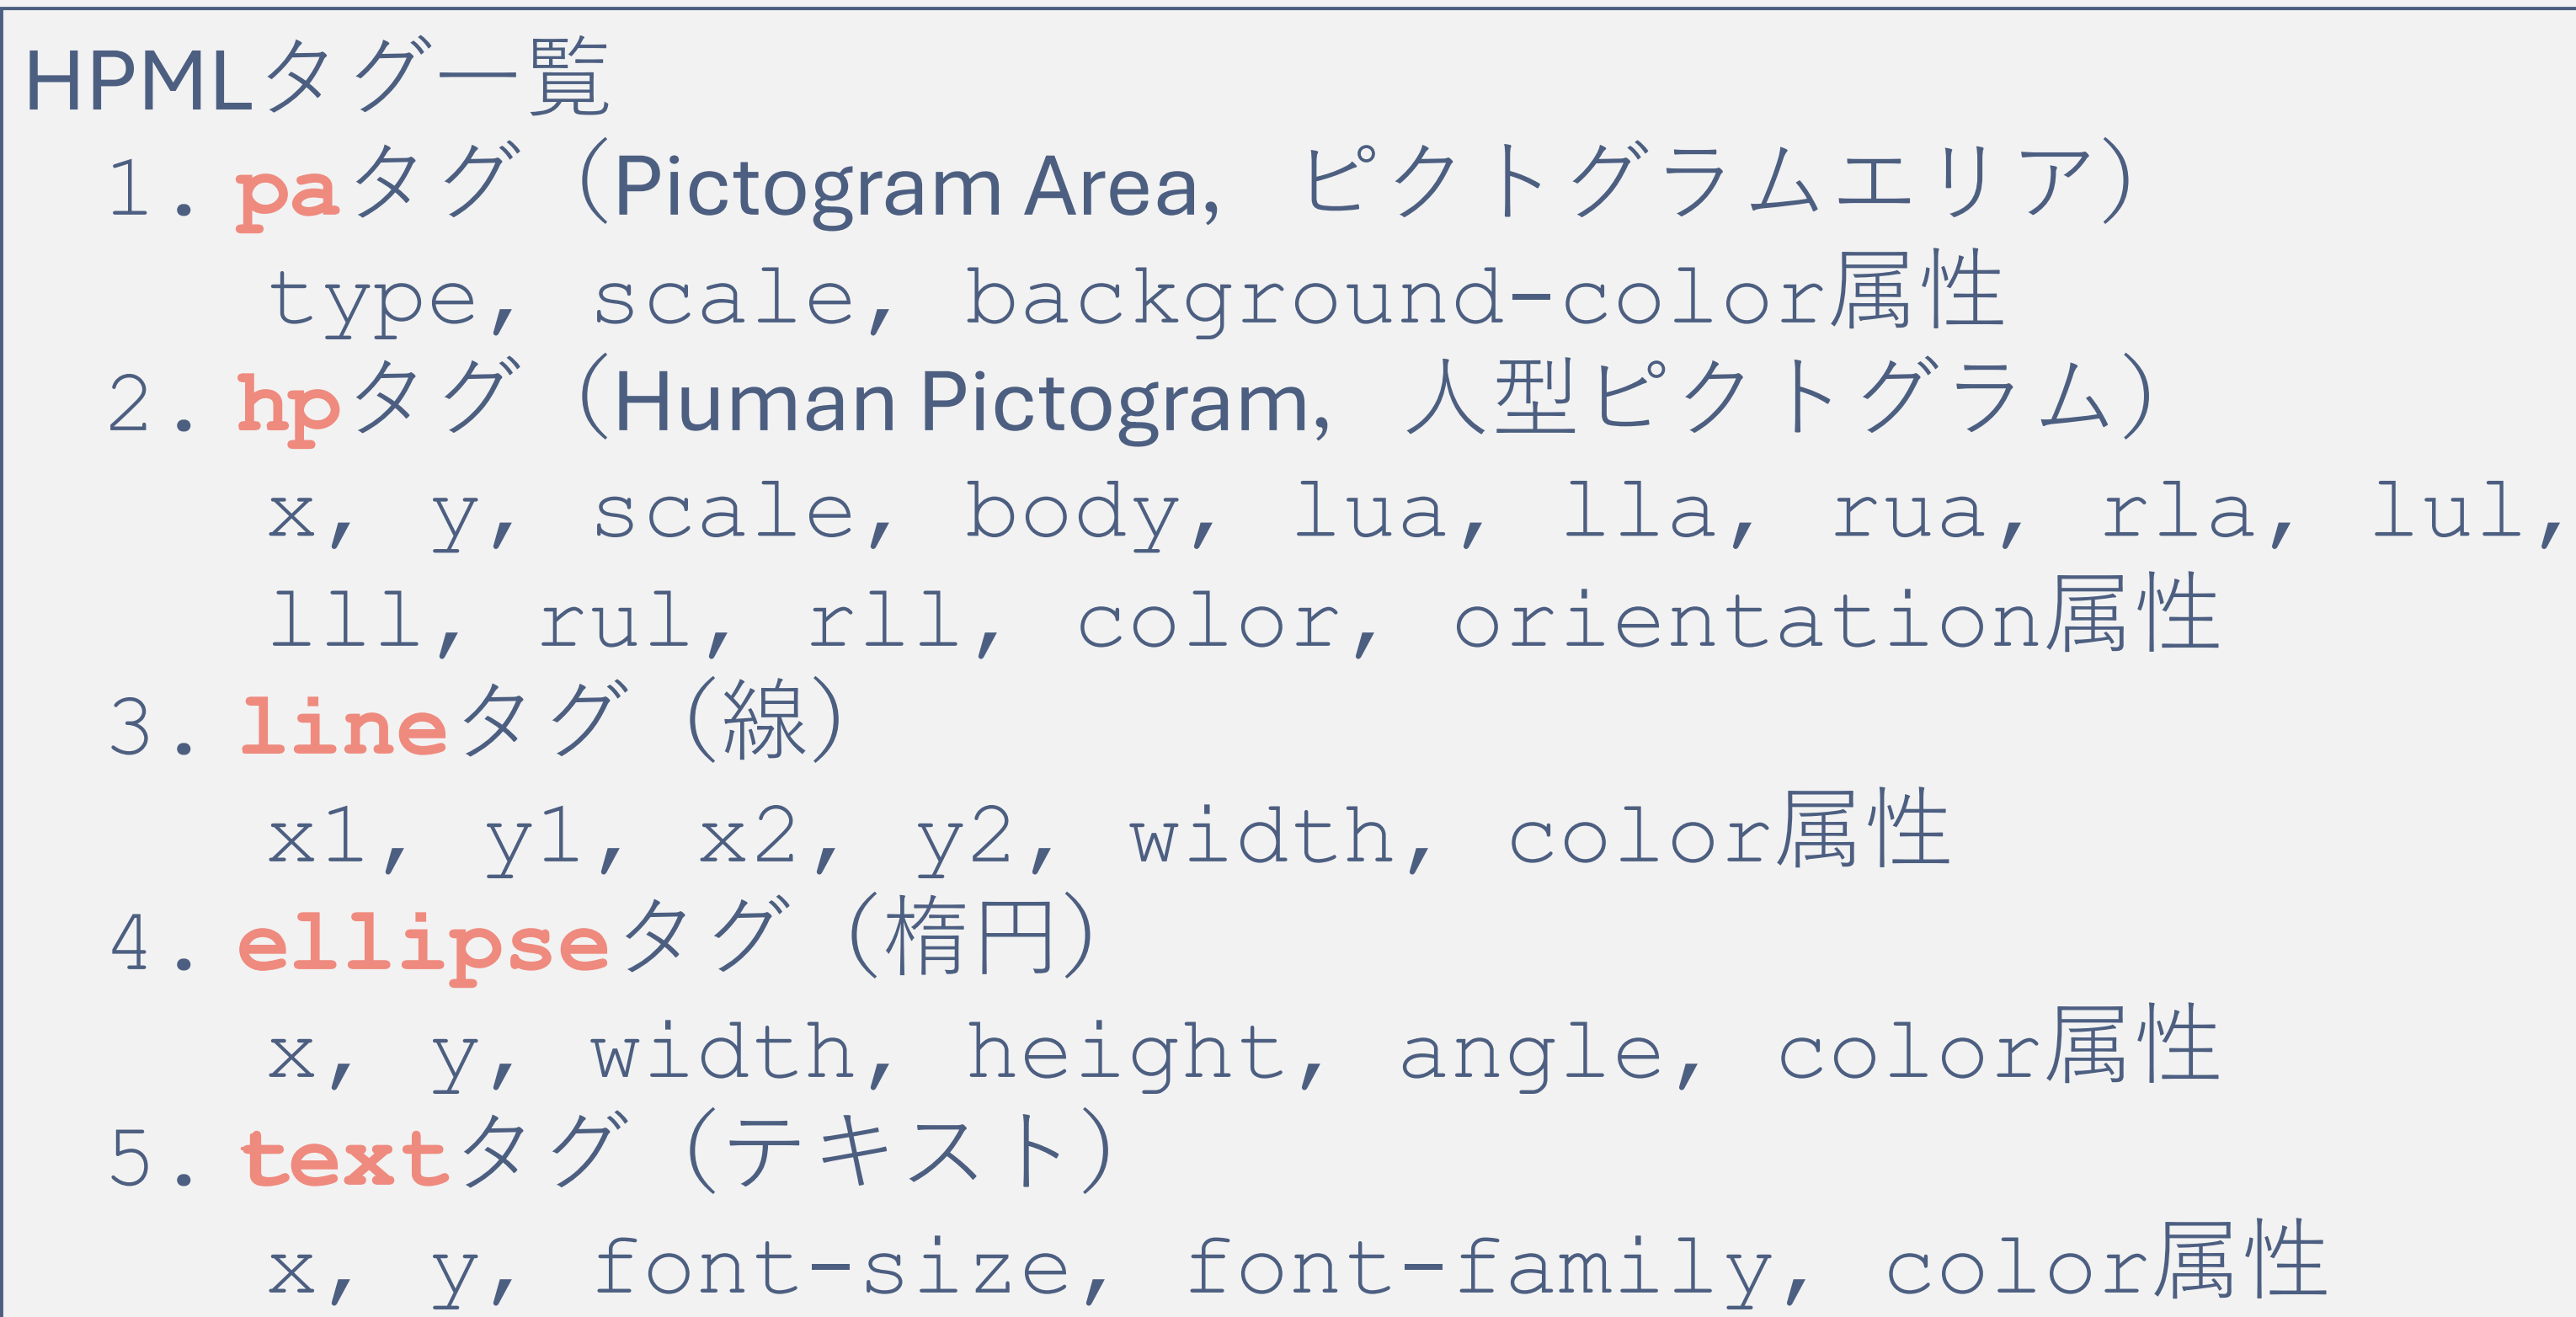 HPMLタグ一覧
1. paタグ（Pictogram Area, ピクトグラムエリア）
type, scale, background-color属性
2. hpタグ（Human Pictogram, 人型ピクトグラム）
x, y, scale, body, lua, lla, rua, rla, lul,
lll, rul, rll, color, orientation属性
3. lineタグ（線）
x1, y1, x2, y2, width, color属性
4. ellipseタグ（楕円）
x, y, width, height, angle, color属性
5. textタグ（テキスト）
x, y, font-size, font-family, color属性